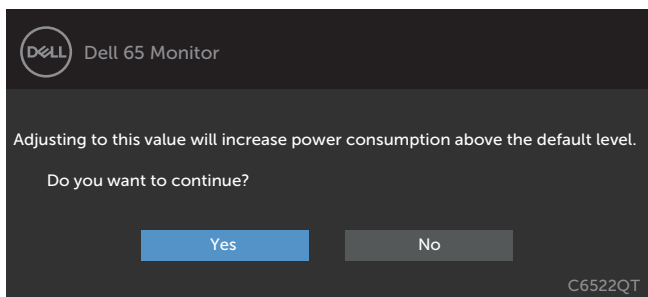 DELL Dell 65 Monitor
Adjusting to this value will increase power consumption above the default level.
Do you want to continue?
Yes No
C6522QT